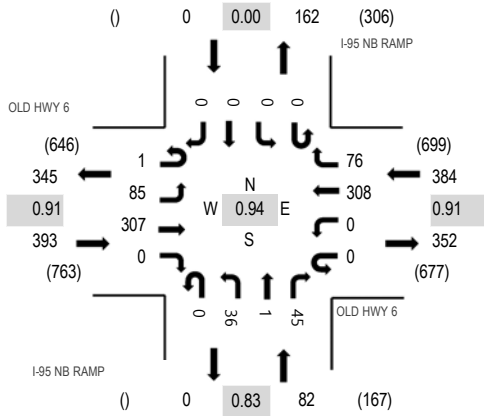 () 0 0.00 162 (306)
I-95 NB RAMP
OLD HWY 6
0 0 0 0
(646) (699)
345 1 76 384
0.91 85 308 0.91
N
W 0.94 E
S
393 307 0 352
(763) 0 0 (677)
0 36 1 45
OLD HWY 6
I-95 NB RAMP
() 0 0.83 82 (167)